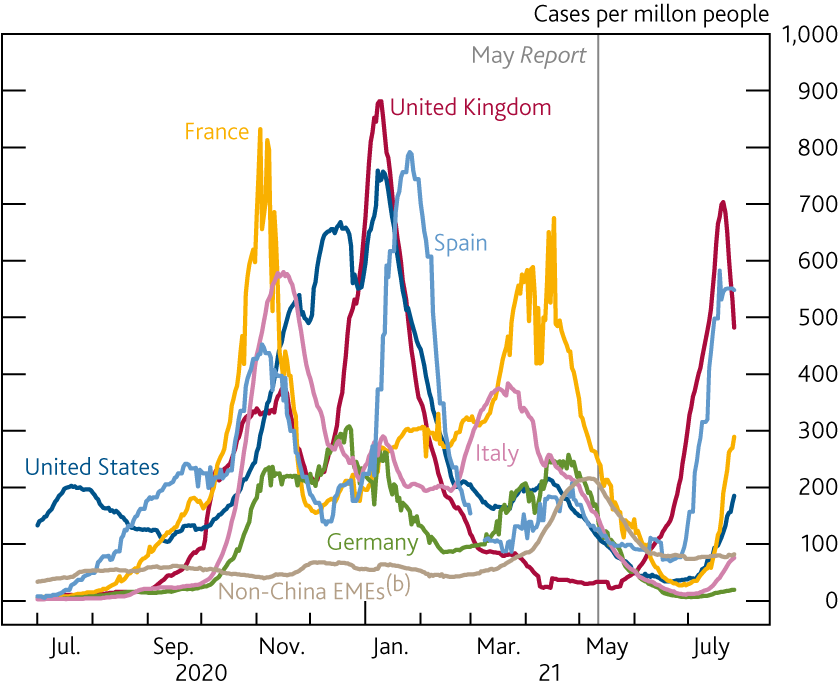 Cases per millon people
1,000
May Report
900
United Kingdom
France
800
700
Spain
600
500
400
300
Italy
United States
200
Germany
100
Non-China EMEs(b)
0
Jul. Sep. Nov. Jan. Mar. May July
2020 21